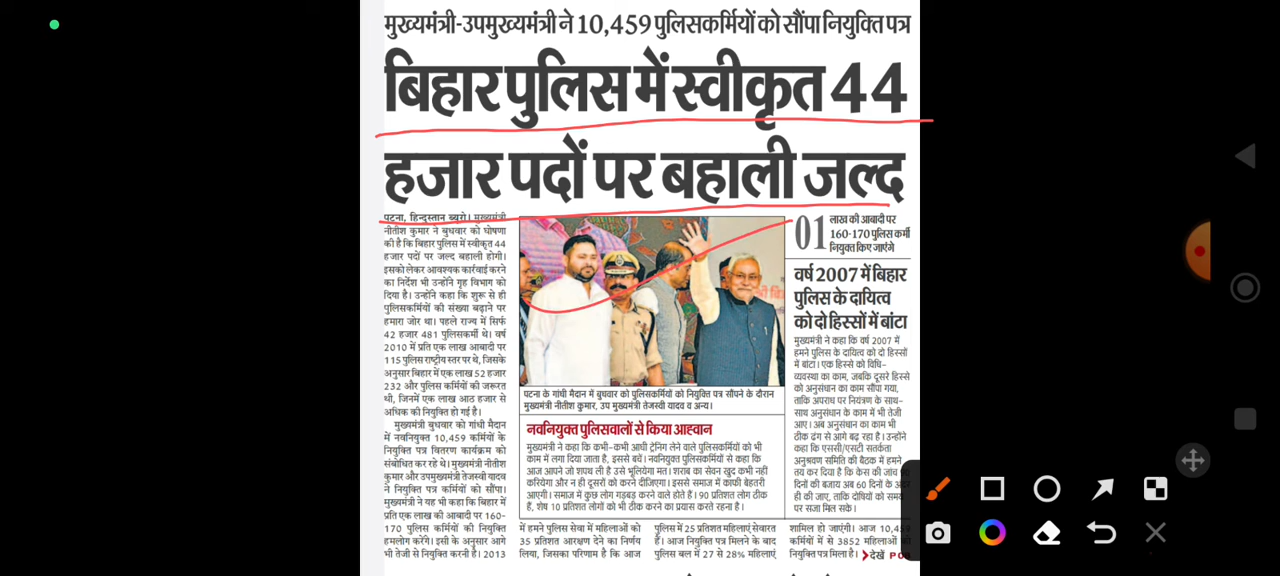 मुख्यमंत्री-उपमुख्यमंत्री ने 10,459 पुलिसकर्मियों को सौंपा नियुक्ति पत्र
बिहार पुलिस में स्वीकृत 44
हजार पदों पर बहाली जल्द
पटना, हिन्दुस्तान ब्यूरो। मुख्यमंत्री
नीतीश कुमार ने बुधवार को घोषणा
की है कि बिहार पुलिस में स्वीकृत 44
हजार पदों पर जल्द बहाली होगी।
इसको लेकर आवश्यक कार्रवाई करने
का निर्देश भी उन्होंने गृह विभाग को
दिया है। उन्होंने कहा कि शुरू से ही
पुलिसकर्मियों की संख्या बढ़ाने पर
हमारा जोर था। पहले राज्य में सिर्फ
42 हजार 481 पुलिसकर्मी थे। वर्ष
2010 में प्रति एक लाख आबादी पर
115 पुलिस राष्ट्रीय स्तर पर थे, जिसके
अनुसार बिहार में एक लाख 52 हजार
232 और पुलिस कर्मियों की जरूरत
थी, जिनमें एक लाख आठ हजार से
अधिक की नियुक्ति हो गई है।
मुख्यमंत्री बुधवार को गांधी मैदान
में नवनियुक्त 10,459 कर्मियों के
नियुक्ति पत्र वितरण कार्यक्रम को
संबोधित कर रहे थे। मुख्यमंत्री नीतीश
कुमार और उपमुख्यमंत्री तेजस्वी यादव
ने नियुक्ति पत्र कर्मियों को सौंपा।
मुख्यमंत्री ने यह भी कहा कि बिहार में
प्रति एक लाख की आबादी पर 160-
170 पुलिस कर्मियों की नियुक्ति
हमलोग करेंगे। इसी के अनुसार आगे
भी तेजी से नियुक्ति करनी है। 2013
पटना के गांधी मैदान में बुधवार को पुलिसकर्मियों को नियुक्ति पत्र सौंपने के दौरान
मुख्यमंत्री नीतीश कुमार, उप मुख्यमंत्री तेजस्वी यादव व अन्य।
नवनियुक्त पुलिसवालों से किया आह्वान
मुख्यमंत्री ने कहा कि कभी-कभी आधी ट्रेनिंग लेने वाले पुलिसकर्मियों को भी
काम में लगा दिया जाता है, इससे बचें। नवनियुक्त पुलिसकर्मियों से कहा कि
आज आपने जो शपथ ली है उसे भूलियेगा मत। शराब का सेवन खुद कभी नहीं
करियेगा और न ही दूसरों को करने दीजिएगा। इससे समाज में काफी बेहतरी
आएगी। समाज में कुछ लोग गड़बड़ करने वाले होते हैं। 90 प्रतिशत लोग ठीक
हैं, शेष 10 प्रतिशत लोगों को भी ठीक करने का प्रयास करते रहना है।
में हमने पुलिस सेवा में महिलाओं को
35 प्रतिशत आरक्षण देने का निर्णय
लिया, जिसका परिणाम है कि आज
पुलिस में 25 प्रतिशत महिलाएं सेवारत
हैं। आज नियुक्ति पत्र मिलने के बाद
पुलिस बल में 27 से 28% महिलाएं
01 लाख की आबादी पर
160-170 पुलिस कर्मी
नियुक्त किए जाएंगे
वर्ष 2007 में बिहार
पुलिस के दायित्व
को दो हिस्सों में बांटा
मुख्यमंत्री ने कहा कि वर्ष 2007 में
हमने पुलिस के दायित्व को दो हिस्सों
में बांटा। एक हिस्से को विधि-
व्यवस्था का काम, जबकि दूसरे हिस्से
को अनुसंधान का काम सौंपा गया,
ताकि अपराध पर नियंत्रण के साथ-
साथ अनुसंधान के काम में भी तेजी
आए। अब अनुसंधान का काम भी
ठीक ढंग से आगे बढ़ रहा है। उन्होंने
कहा कि एससी/एसटी सतर्कता
अनुश्रवण समिति की बैठक में हमने
तय कर दिया है कि केस की जांच
दिनों की बजाय अब 60 दिनों के
ही की जाए, ताकि दोषियों को
पर सजा मिल सके।
शामिल हो जाएंगी। आज
कर्मियों में से 3852 महिलाओं
नियुक्ति पत्र मिला है। देखें